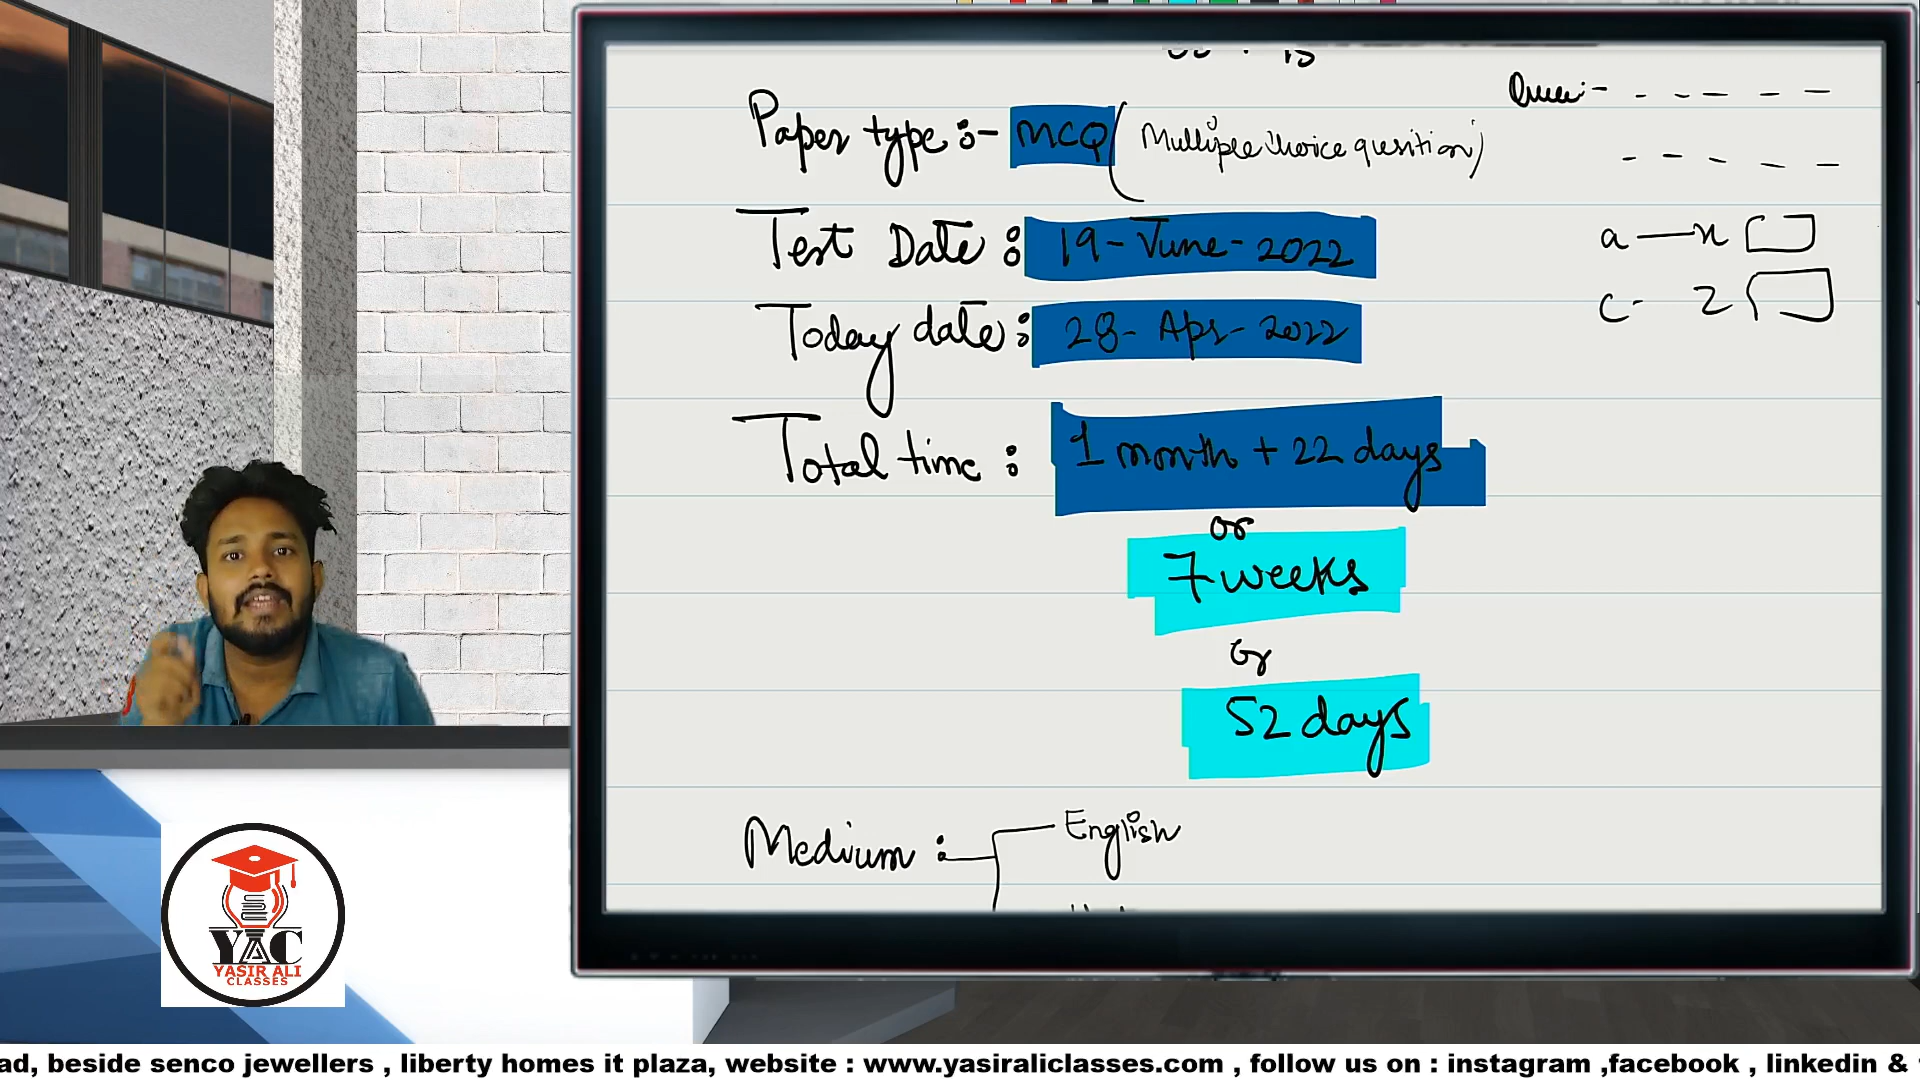 Paper type :- MCQ ( Multiple choice quesition)
Test Date : 19-June-2022
Today date : 28-Apr-2022
Total time : 1 month + 22 days
or
7 weeks
or
52 days
Medium : English
a — x
c - z
YAC
YASIR ALI
CLASSES
ad, beside senco jewellers , liberty homes it plaza, website : www.yasiraliclasses.com , follow us on : instagram ,facebook , linkedin &